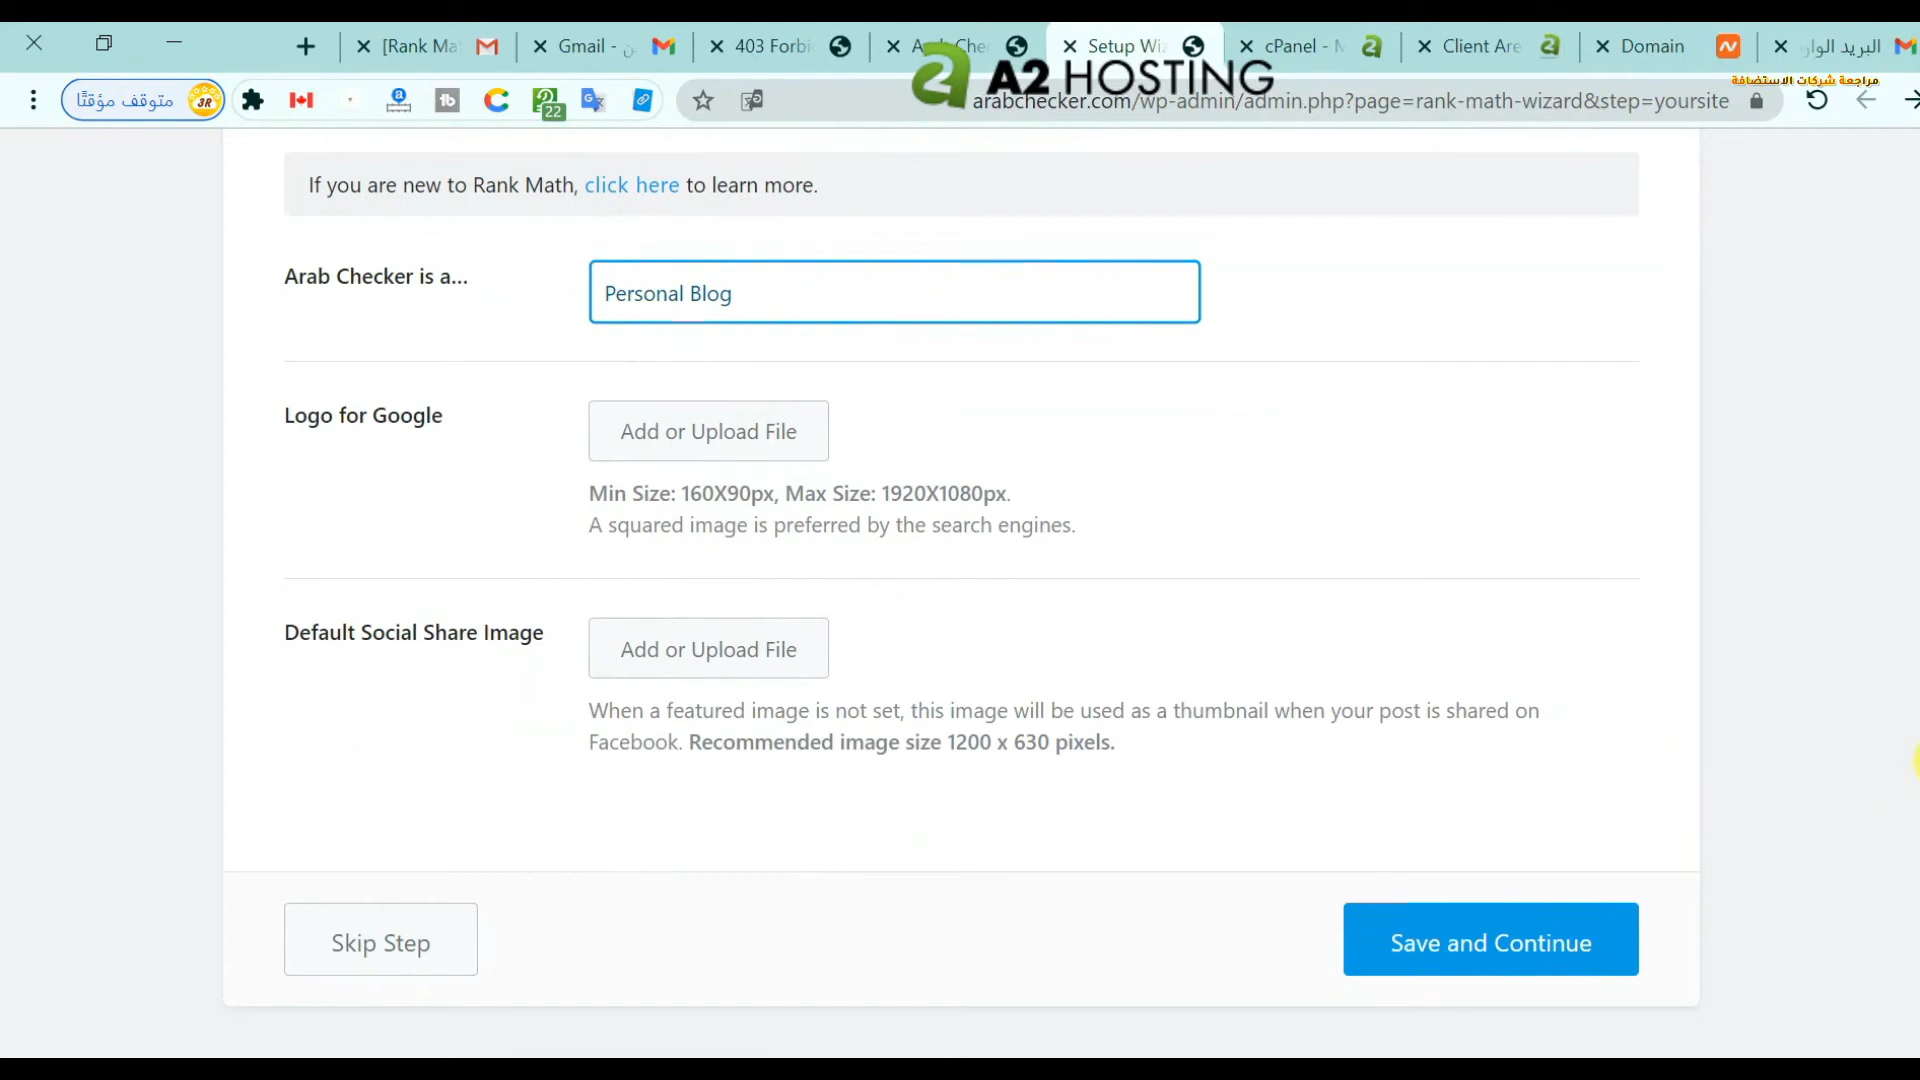 [Rank Ma
Gmail - ن
403 Forbi
Setup Wiz
cPanel - M
Client Are
Domain
البريد الوار
A2 HOSTING
مراجعة شركات الاستضافة
متوقف مؤقتًا
3R
22
arabchecker.com/wp-admin/admin.php?page=rank-math-wizard&step=yoursite
If you are new to Rank Math, click here to learn more.
Arab Checker is a...
Personal Blog
Logo for Google
Add or Upload File
Min Size: 160X90px, Max Size: 1920X1080px.
A squared image is preferred by the search engines.
Default Social Share Image
Add or Upload File
When a featured image is not set, this image will be used as a thumbnail when your post is shared on
Facebook. Recommended image size 1200 x 630 pixels.
Skip Step
Save and Continue